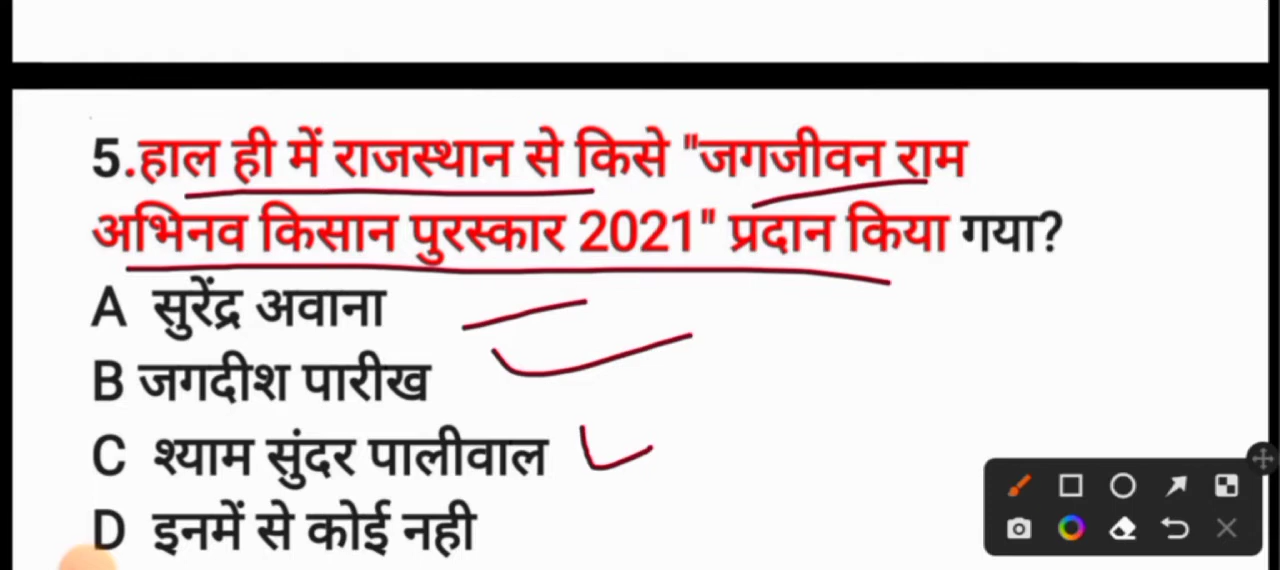 5.हाल ही में राजस्थान से किसे "जगजीवन राम
अभिनव किसान पुरस्कार 2021" प्रदान किया गया?
A सुरेंद्र अवाना
B जगदीश पारीख
C श्याम सुंदर पालीवाल
D इनमें से कोई नही